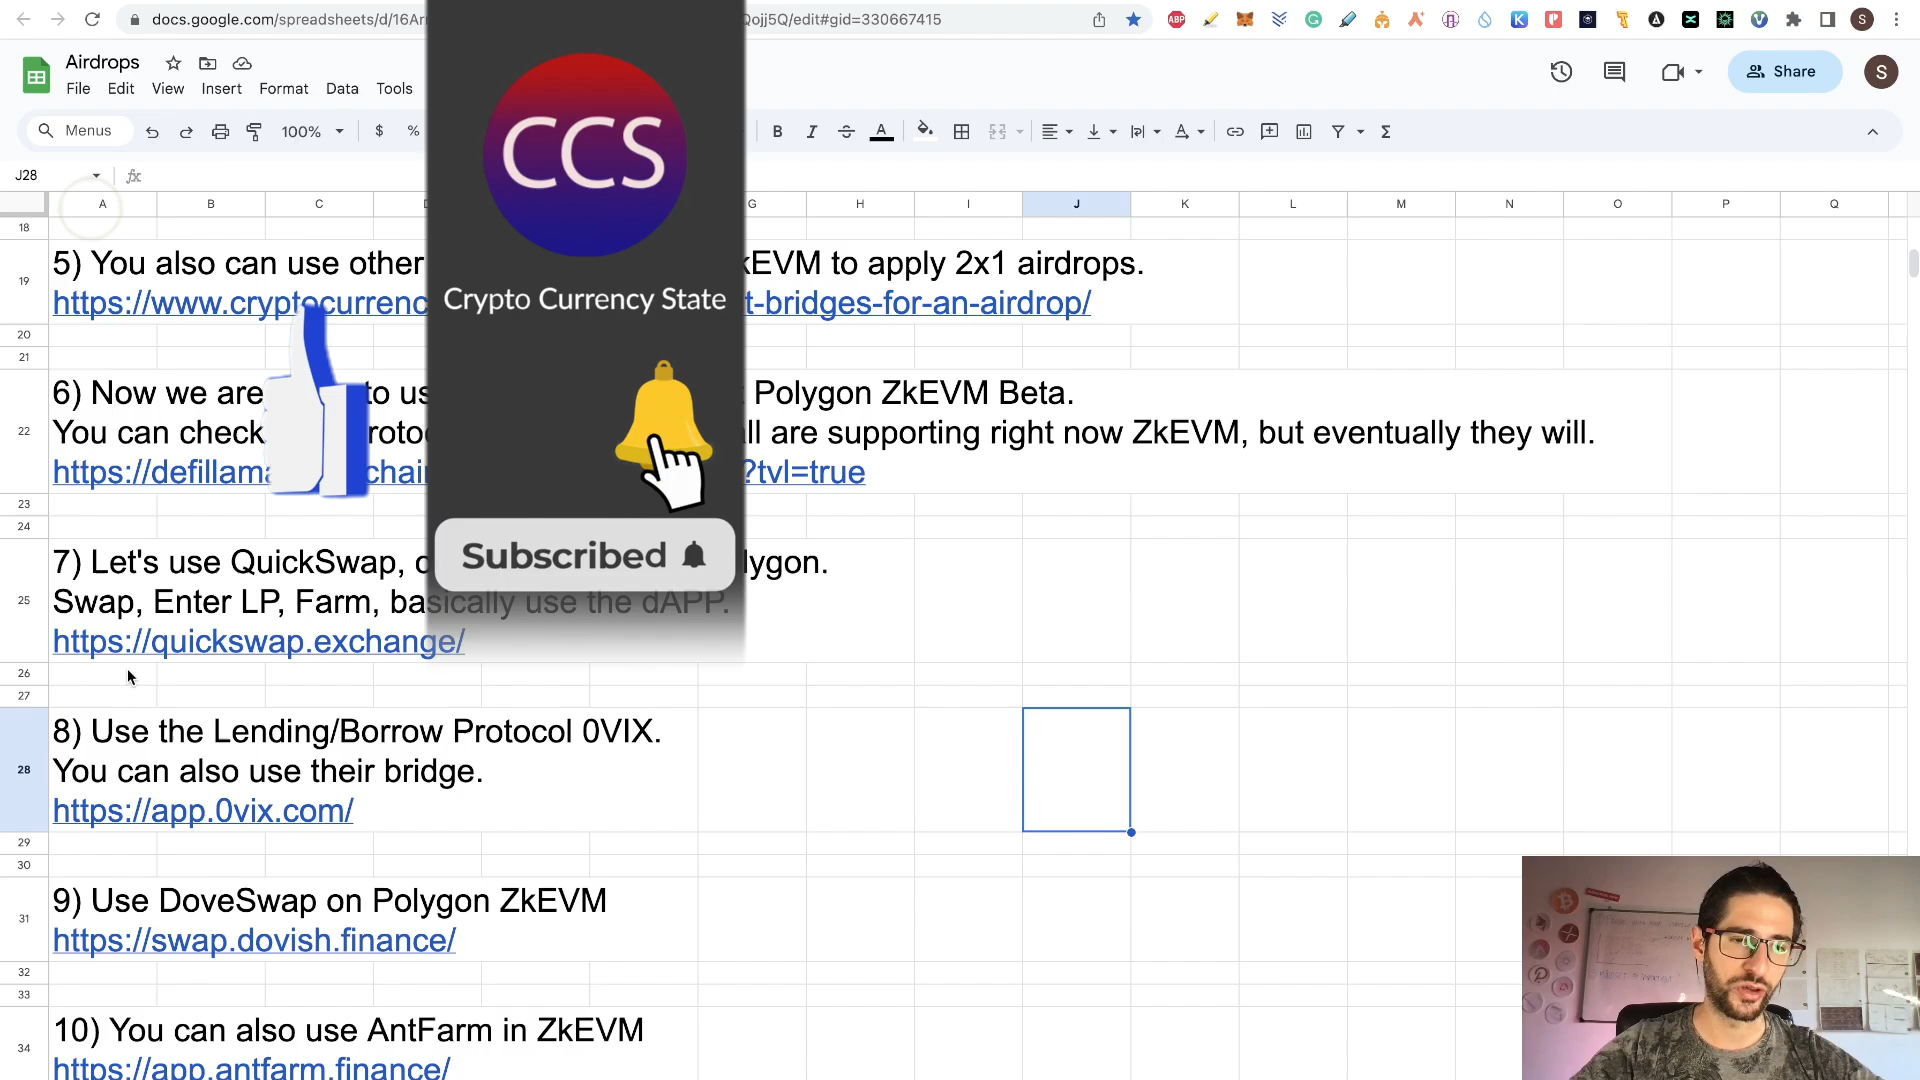 docs.google.com/spreadsheets/d/16Ar
Qojj5Q/edit#gid=330667415
Airdrops
Share
S
File Edit View Insert Format Data Tools
Menus
100%
$ %
J28
A B C G H I J K L M N O P Q
18
19
5) You also can use other
kEVM to apply 2x1 airdrops.
https://www.cryptocurrenc
t-bridges-for-an-airdrop/
20
21
22
6) Now we are
to us
Polygon ZkEVM Beta.
You can check
ll are supporting right now ZkEVM, but eventually they will.
https://defillama
chai
?tvl=true
23
24
25
7) Let's use QuickSwap,
lygon.
Swap, Enter LP, Farm, basically use the dAPP.
https://quickswap.exchange/
26
27
28
8) Use the Lending/Borrow Protocol 0VIX.
You can also use their bridge.
https://app.0vix.com/
29
30
31
9) Use DoveSwap on Polygon ZkEVM
https://swap.dovish.finance/
32
33
34
10) You can also use AntFarm in ZkEVM
https://app.antfarm.finance/
CCS
Crypto Currency State
Subscribed